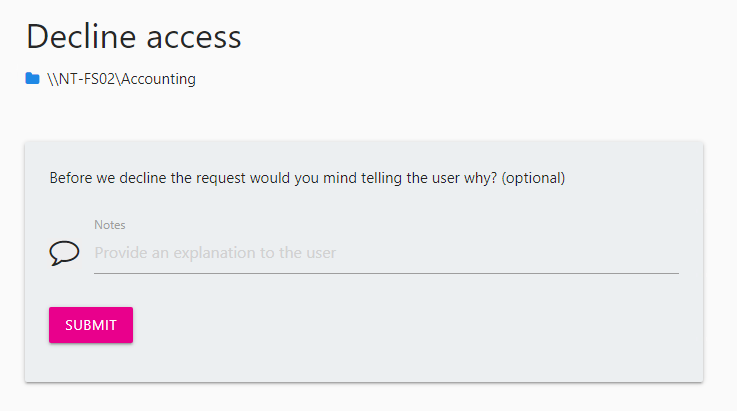 Decline access
\\NT-FS02\Accounting
Before we decline the request would you mind telling the user why? (optional)
Notes
Provide an explanation to the user
SUBMIT